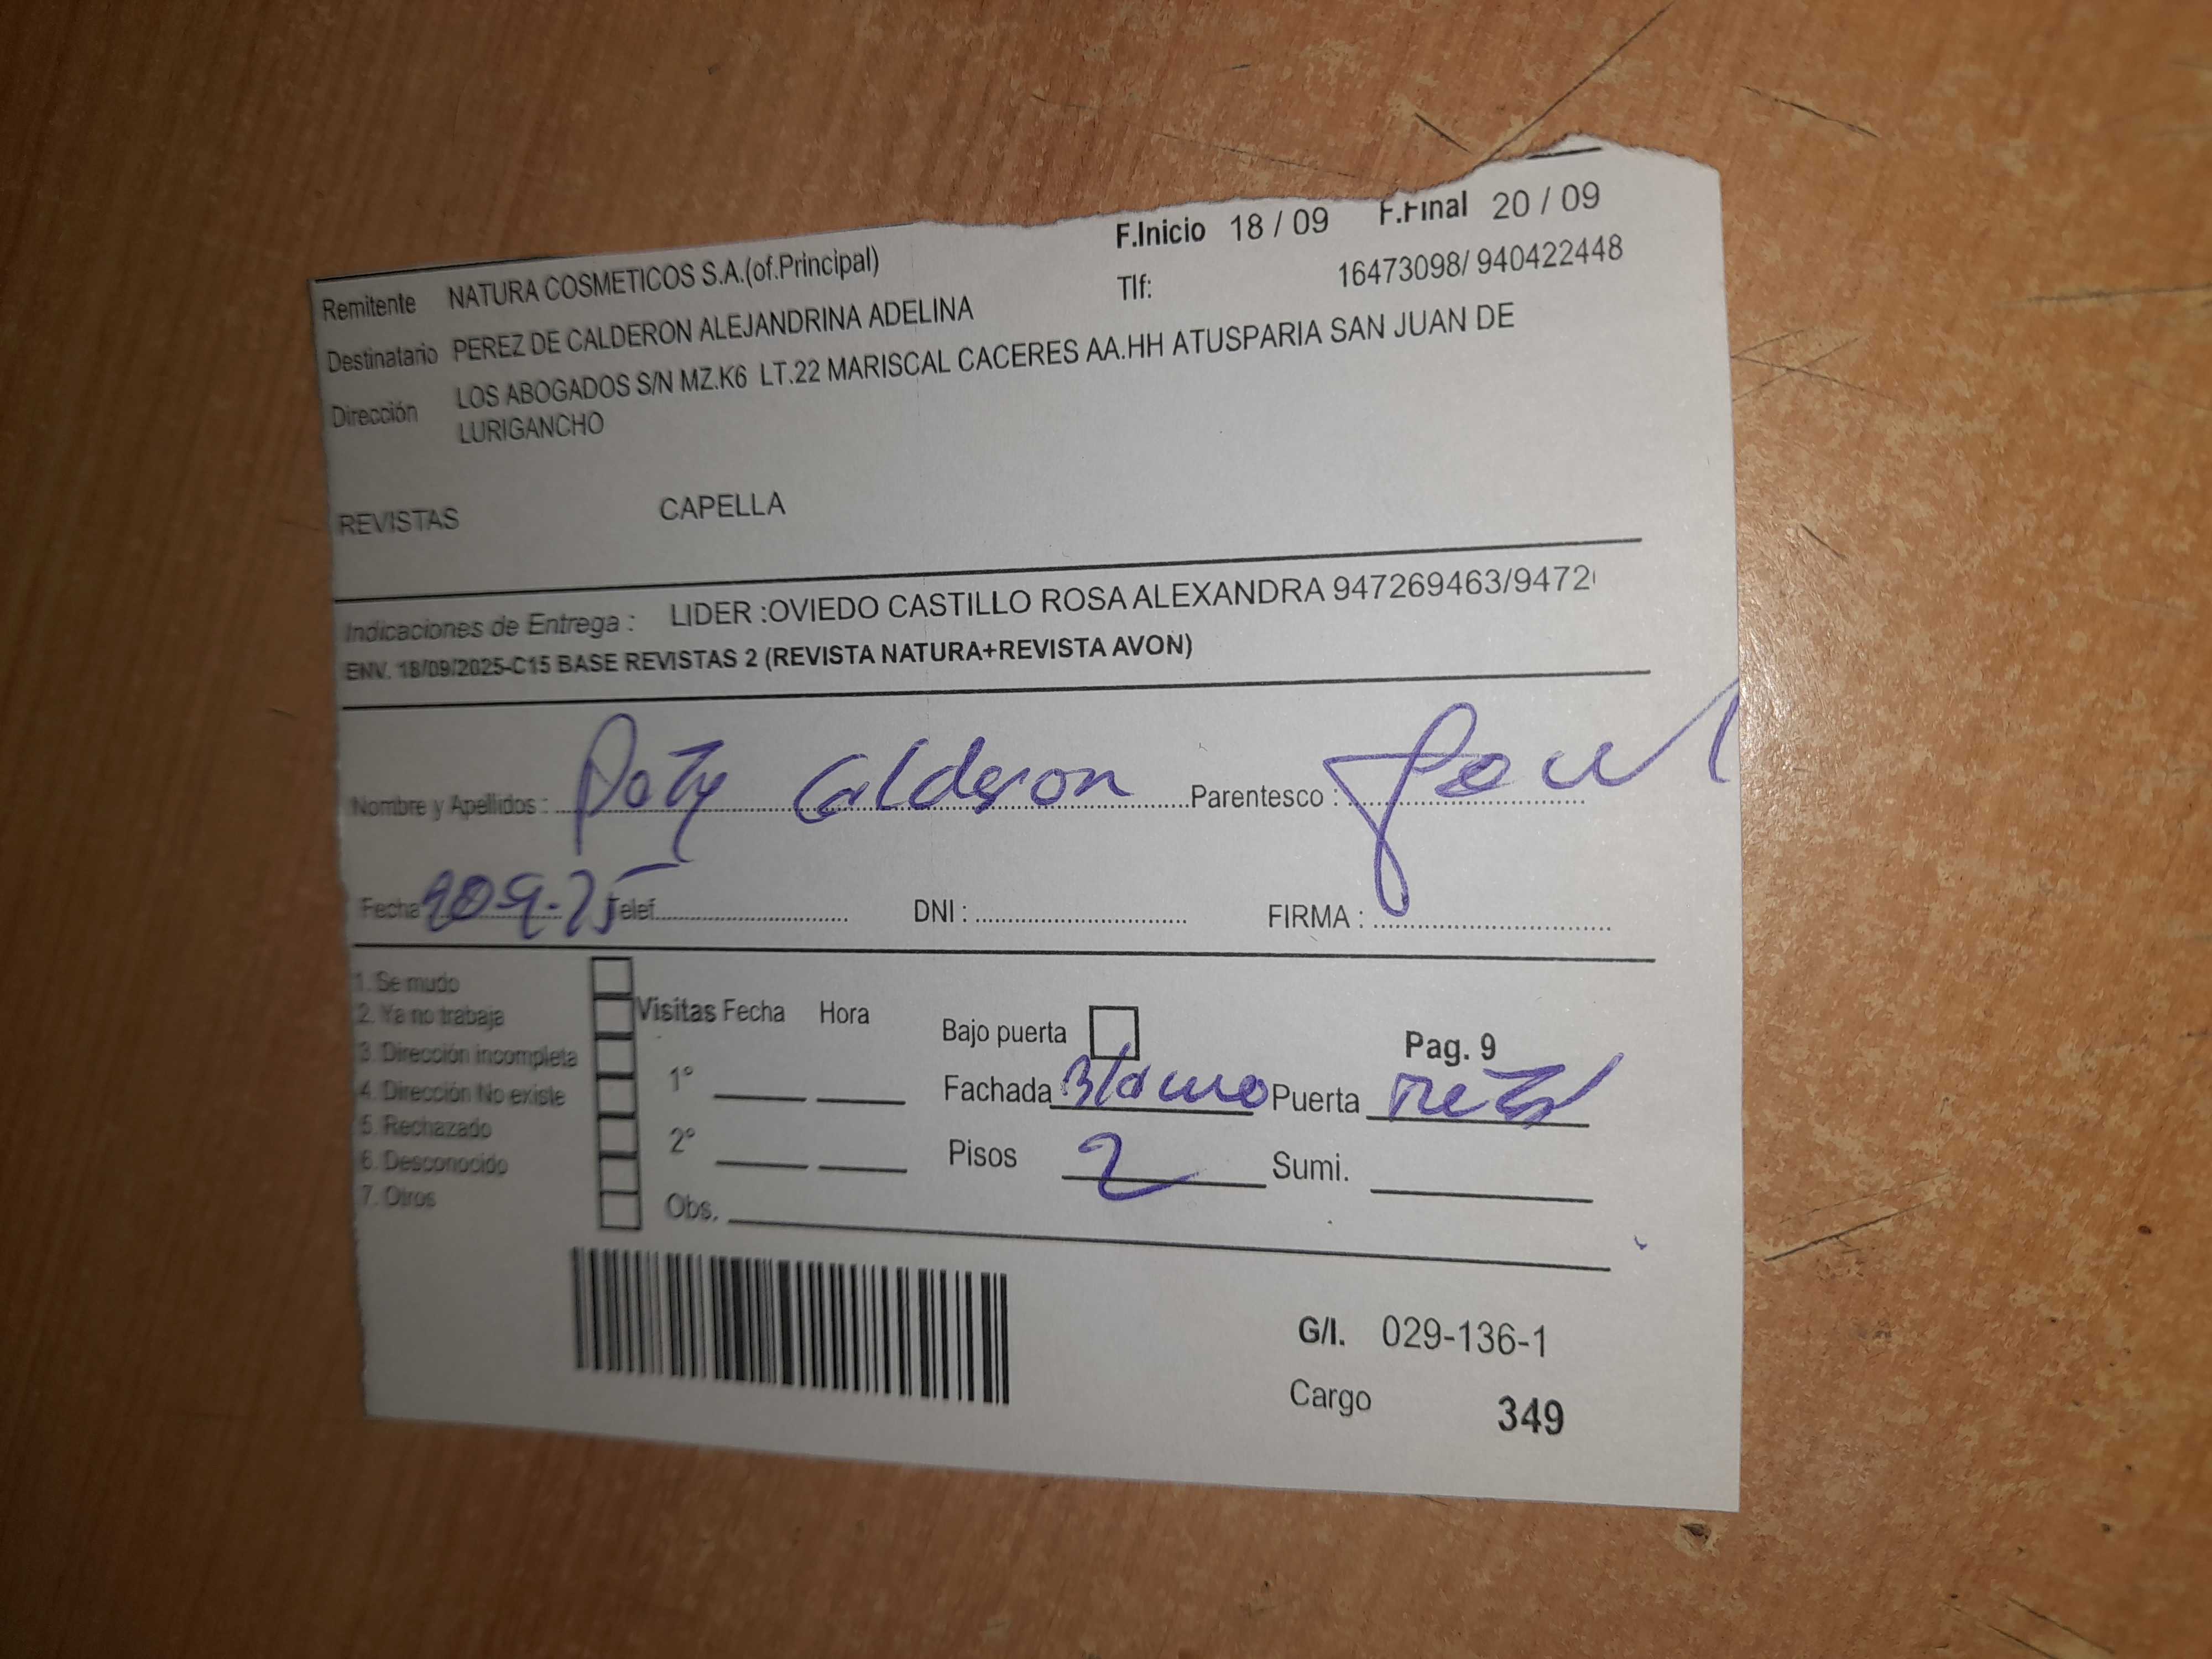 F.Inicio 18 / 09 F.Final 20 / 09
Remitente NATURA COSMETICOS S.A.(of.Principal) Tlf: 16473098/ 940422448
Destinatario PEREZ DE CALDERON ALEJANDRINA ADELINA
Dirección LOS ABOGADOS S/N MZ.K6 LT.22 MARISCAL CACERES AA.HH ATUSPARIA SAN JUAN DE
LURIGANCHO
REVISTAS CAPELLA
Indicaciones de Entrega : LIDER :OVIEDO CASTILLO ROSA ALEXANDRA 947269463/9472
ENV. 18/09/2025-C15 BASE REVISTAS 2 (REVISTA NATURA+REVISTA AVON)
Nombre y Apellidos : Paty Calderon Parentesco :
Fecha Telef. DNI : FIRMA :
1. Se mudo
2. Ya no trabaja
3. Dirección incompleta
4. Dirección No existe
5. Rechazado
6. Desconocido
7. Otros
Visitas Fecha Hora
1°
2°
Obs.
Bajo puerta Pag. 9
Fachada Blanco Puerta Metal
Pisos 2 Sumi.
G/I. 029-136-1
Cargo 349